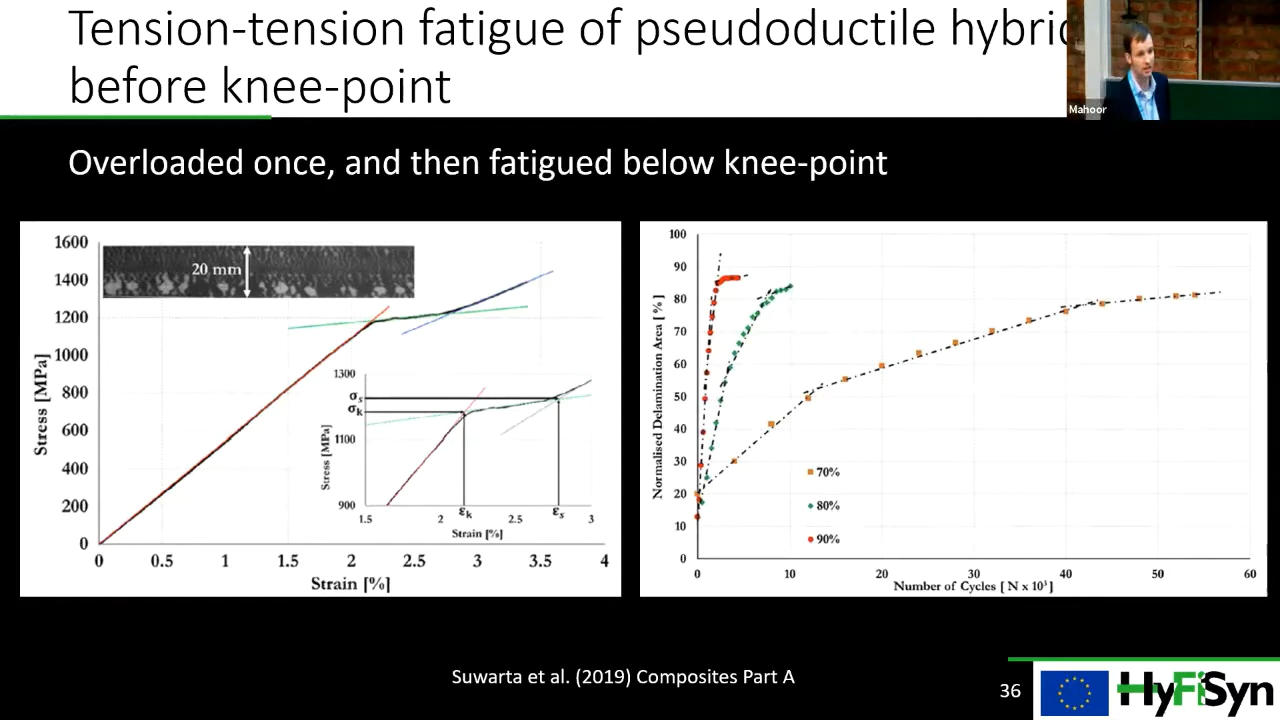 Tension-tension fatigue of pseudoductile hybrid
before knee-point
Mahoor
Overloaded once, and then fatigued below knee-point
Stress [MPa]
1600
1400
1200
1000
800
600
400
200
0
0 0.5 1 1.5 2 2.5 3 3.5 4
Strain [%]
20 mm
Stress [MPa]
1300
σs
σk
1100
900
1.5 2 εk 2.5 εs 3
Strain [%]
Normalised Delamination Area [%]
100
90
80
70
60
50
40
30
20
10
0
70%
80%
90%
0 10 20 30 40 50 60
Number of Cycles [ N x 10³]
Suwarta et al. (2019) Composites Part A
36
HyFiSyn